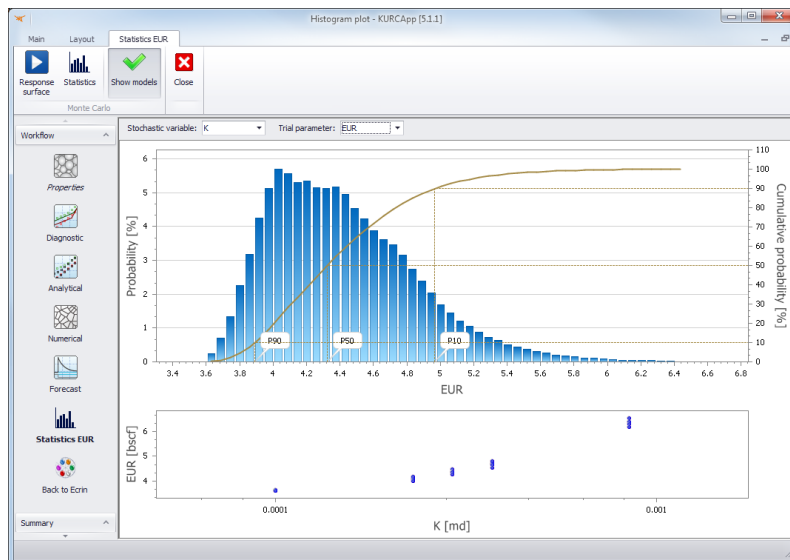 Histogram plot - KURCApp [5.1.1]
Main Layout Statistics EUR
Response surface
Statistics
Show models
Close
Monte Carlo
Workflow
Properties
Diagnostic
Analytical
Numerical
Forecast
Statistics EUR
Back to Ecrin
Summary
Stochastic variable: K Trial parameter: EUR
Probability [%]
6
5
4
3
2
1
0
P90 P50 P10
3.4 3.6 3.8 4 4.2 4.4 4.6 4.8 5 5.2 5.4 5.6 5.8 6 6.2 6.4 6.6 6.8
EUR
110
100
90
80
70
60
50
40
30
20
10
0
Cumulative probability [%]
EUR [bscf]
6
5
4
0.0001 0.001
K [md]